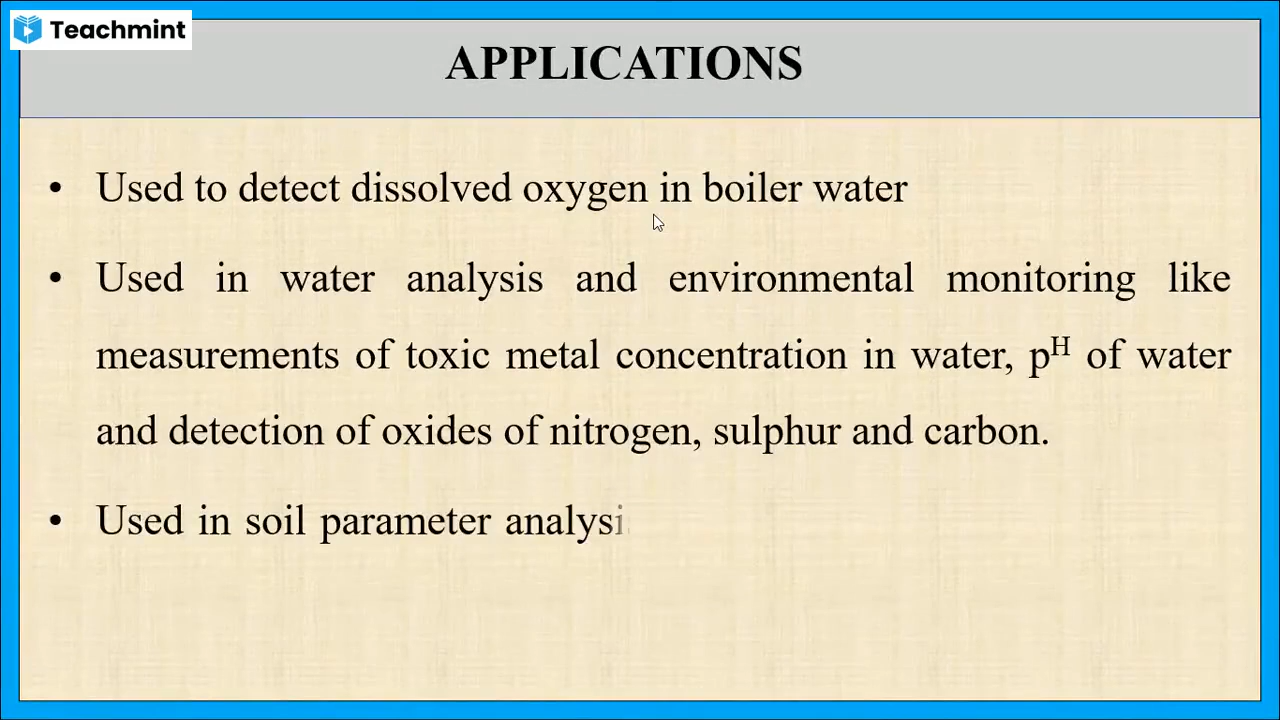 Teachmint
APPLICATIONS
• Used to detect dissolved oxygen in boiler water
• Used in water analysis and environmental monitoring like
measurements of toxic metal concentration in water, pᴴ of water
and detection of oxides of nitrogen, sulphur and carbon.
• Used in soil parameter analysi